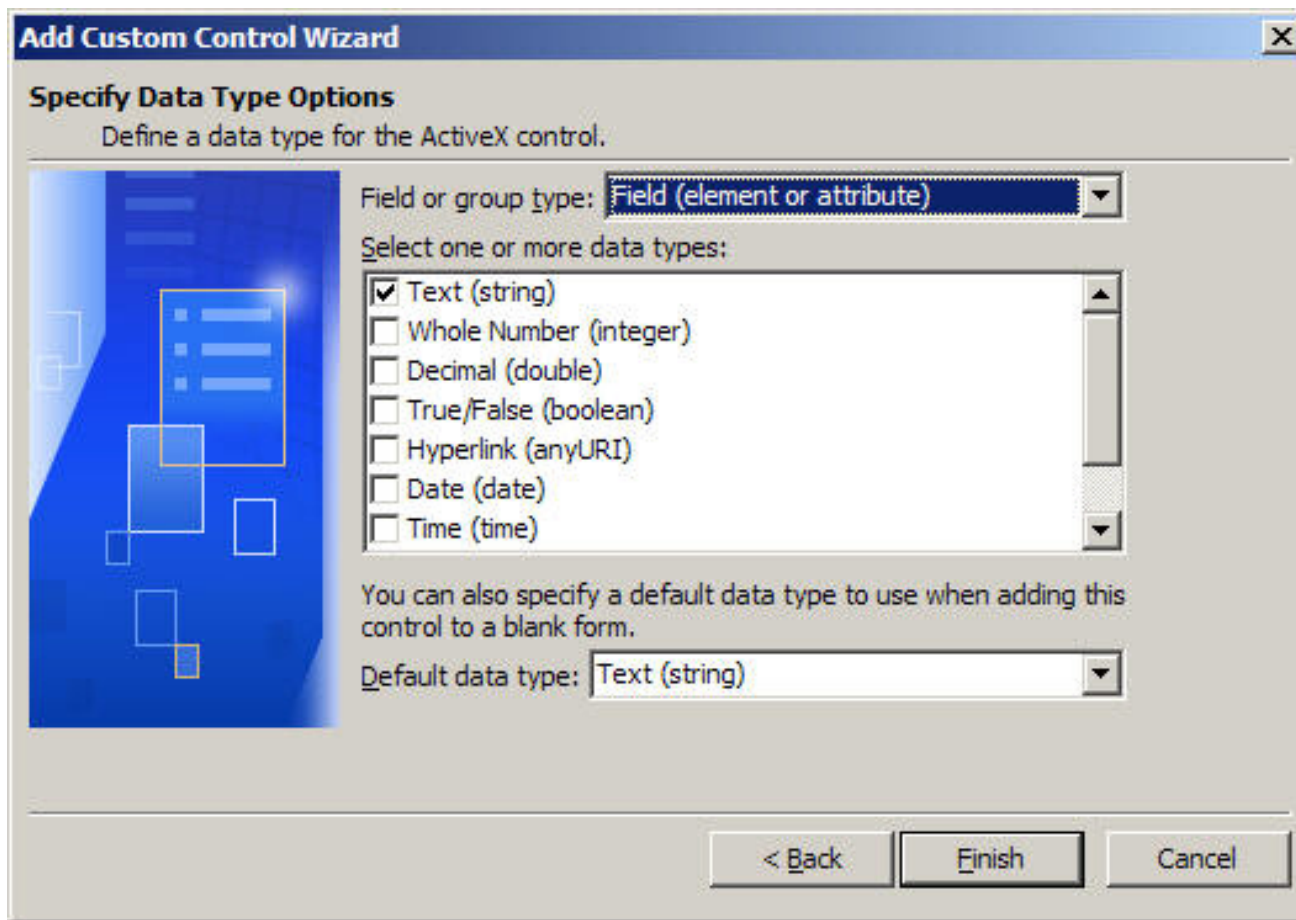 Add Custom Control Wizard
Specify Data Type Options
Define a data type for the ActiveX control.
Field or group type: Field (element or attribute)
Select one or more data types:
Text (string)
Whole Number (integer)
Decimal (double)
True/False (boolean)
Hyperlink (anyURI)
Date (date)
Time (time)
You can also specify a default data type to use when adding this
control to a blank form.
Default data type: Text (string)
< Back Finish Cancel